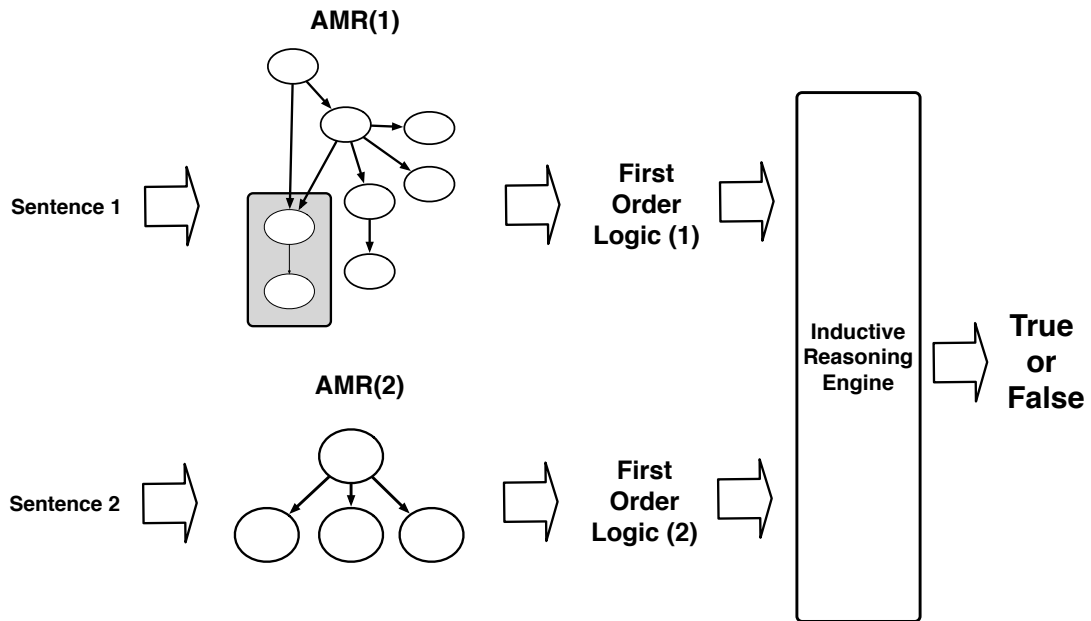 AMR(1)
Sentence 1
First
Order
Logic (1)
Inductive
Reasoning
Engine
True
or
False
AMR(2)
Sentence 2
First
Order
Logic (2)